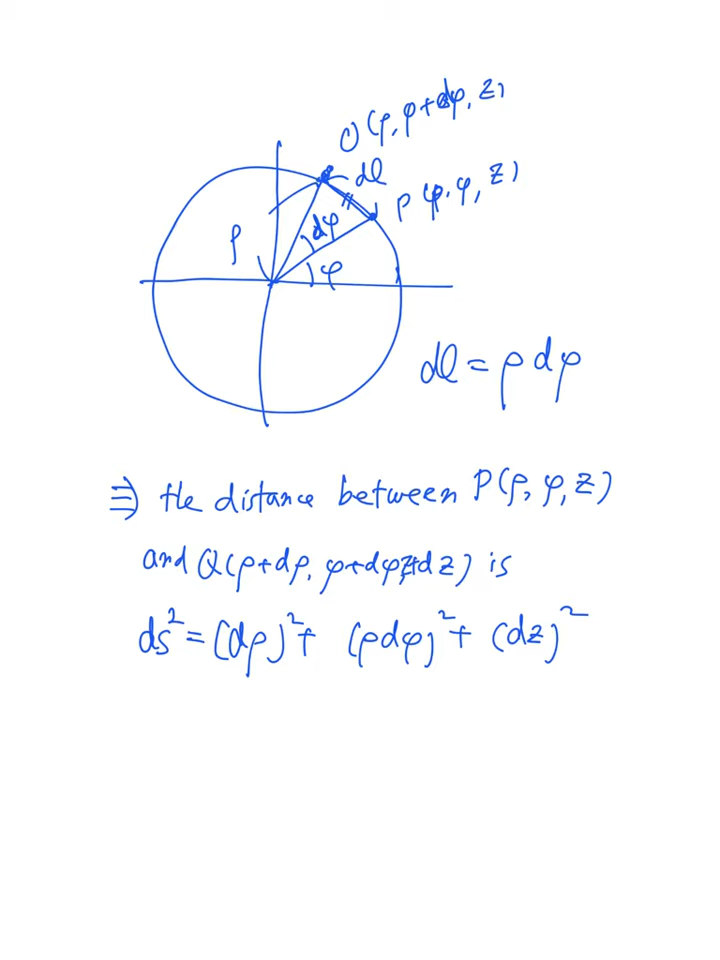 Q(ρ, φ+dφ, z)
dl
P(ρ, φ, z)
dφ
ρ
φ
dl = ρ dφ
⇒ the distance between P(ρ, φ, z)
and Q(ρ+dρ, φ+dφ, z+dz) is
ds² = (dρ)² + (ρdφ)² + (dz)²